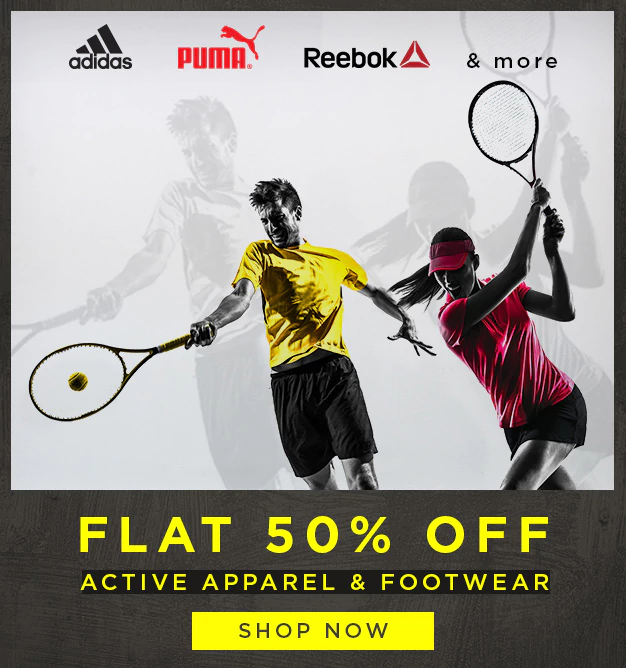 adidas PUMA® Reebok & more
FLAT 50% OFF
ACTIVE APPAREL & FOOTWEAR
SHOP NOW